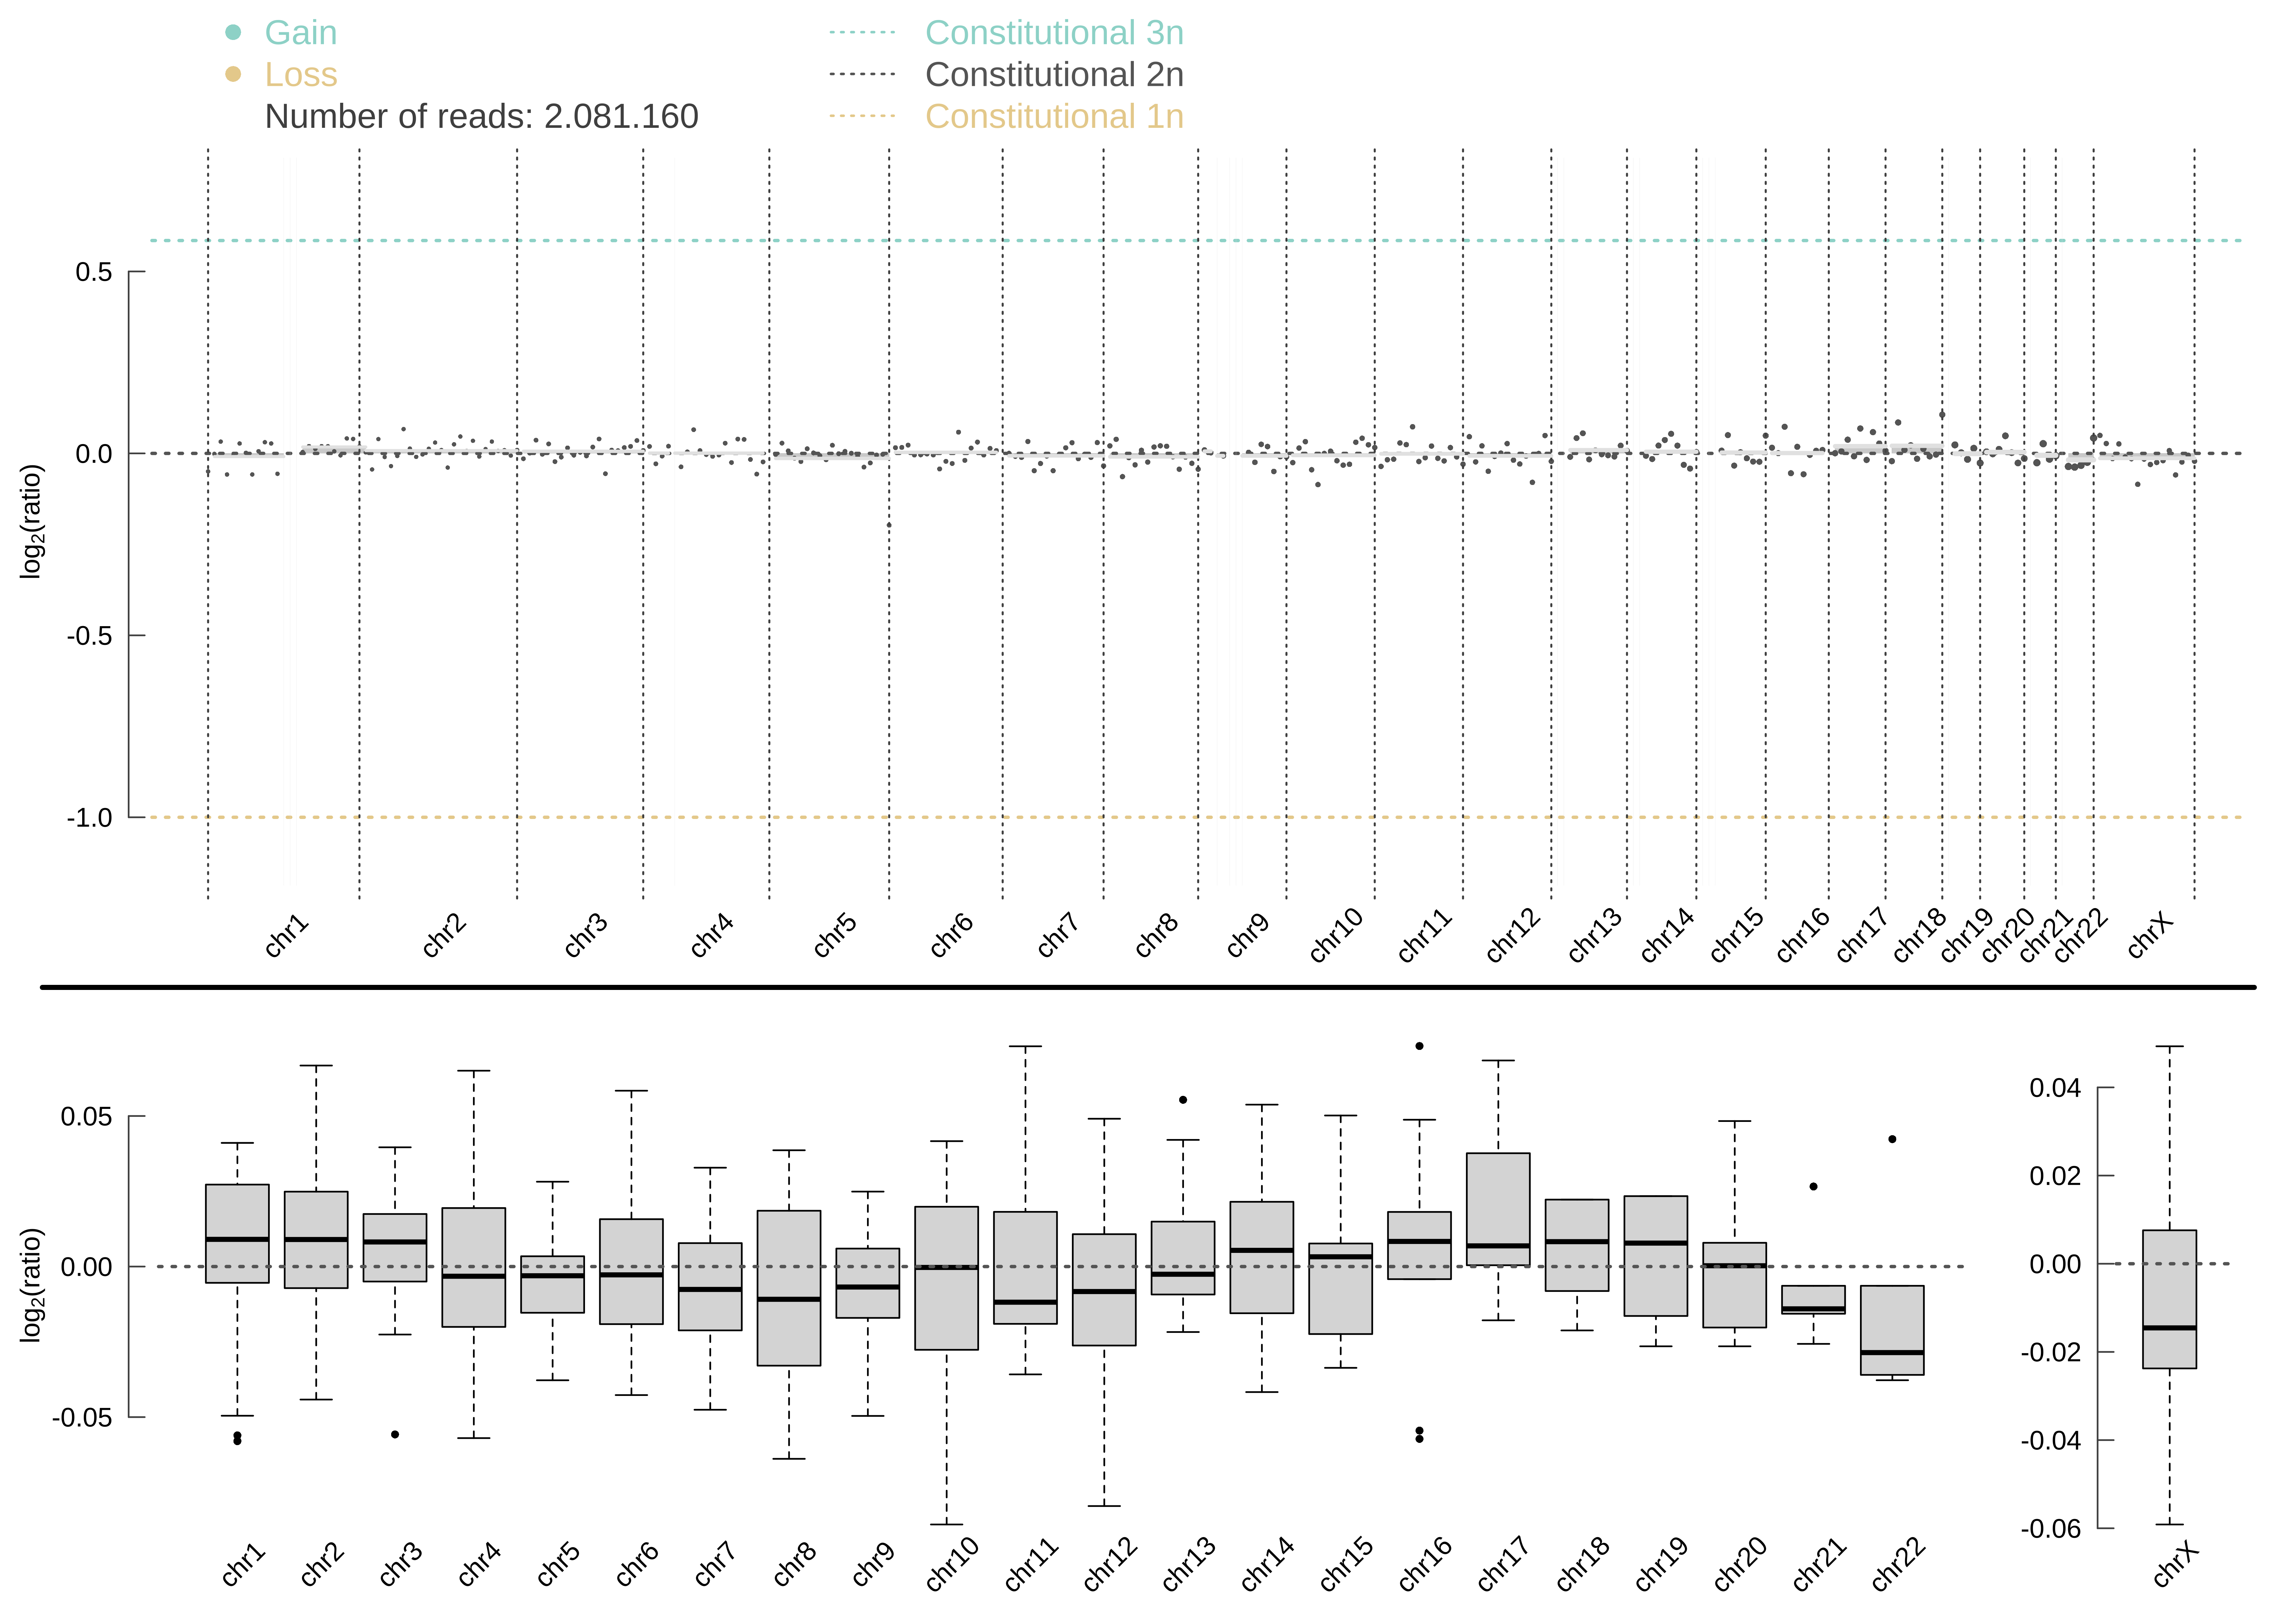 Gain
Loss
Number of reads: 2.081.160
Constitutional 3n
Constitutional 2n
Constitutional 1n
0.5
0.0
-0.5
-1.0
log2(ratio)
chr1
chr2
chr3
chr4
chr5
chr6
chr7
chr8
chr9
chr10
chr11
chr12
chr13
chr14
chr15
chr16
chr17
chr18
chr19
chr20
chr21
chr22
chrX
0.05
0.00
-0.05
log2(ratio)
chr1
chr2
chr3
chr4
chr5
chr6
chr7
chr8
chr9
chr10
chr11
chr12
chr13
chr14
chr15
chr16
chr17
chr18
chr19
chr20
chr21
chr22
0.04
0.02
0.00
-0.02
-0.04
-0.06
chrX